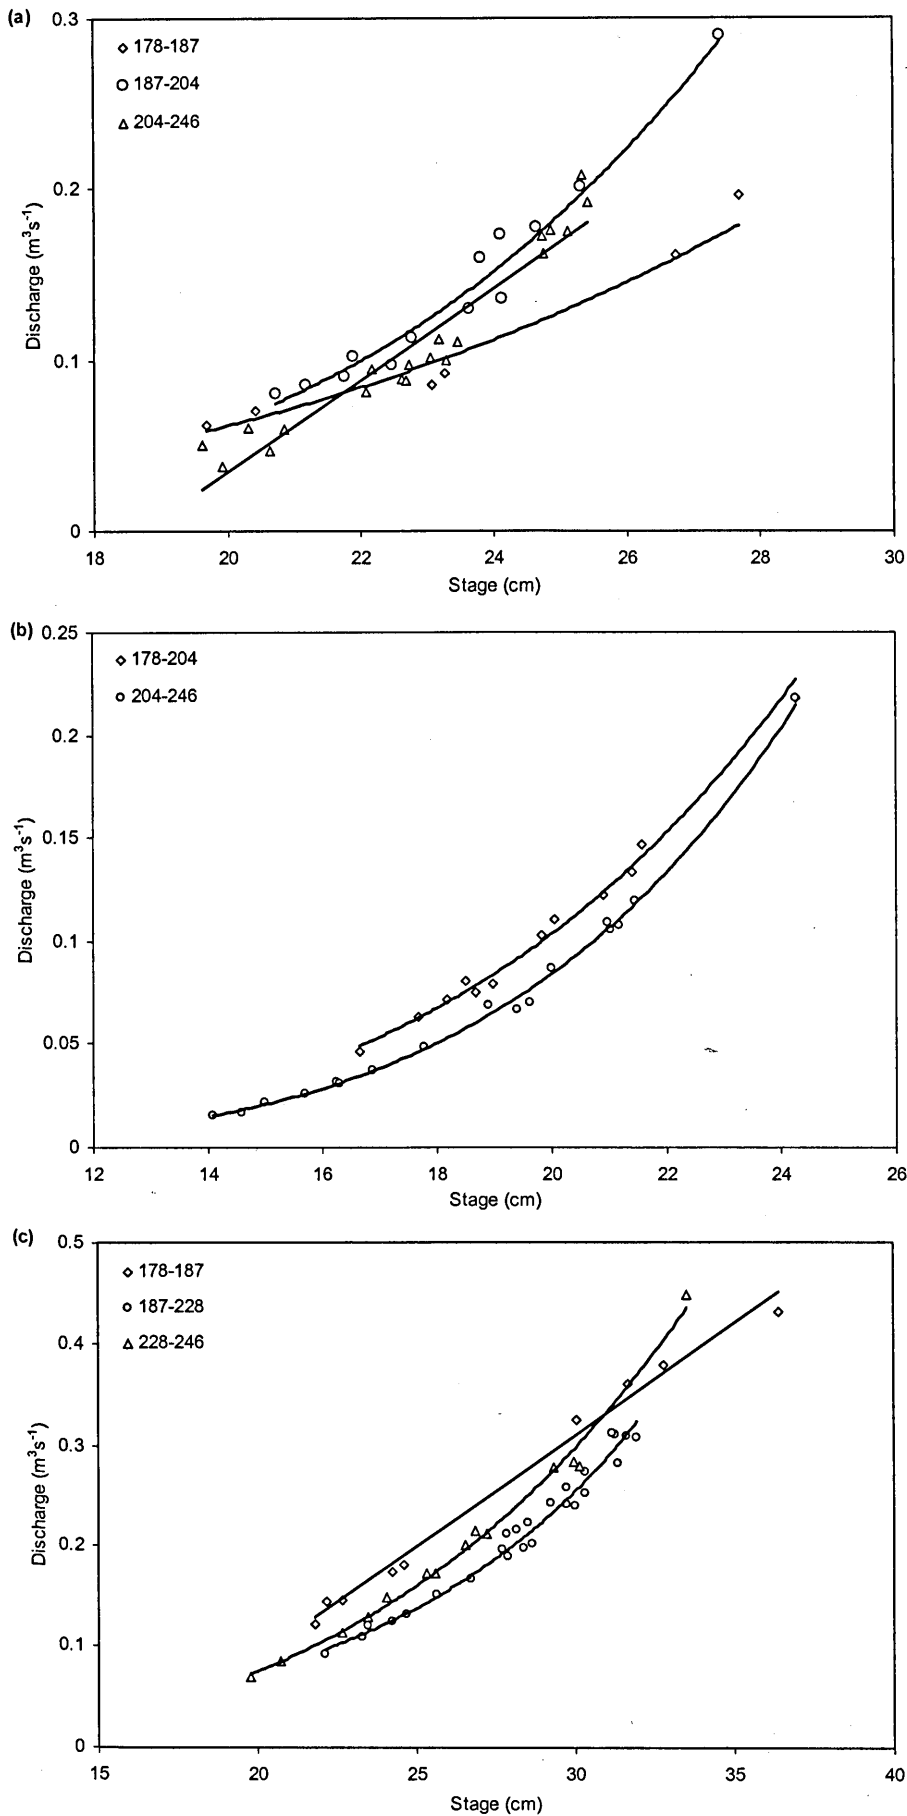 (a)
0.3
178-187
187-204
204-246
0.2
0.1
0
Discharge (m³s⁻¹)
18 20 22 24 26 28 30
Stage (cm)
(b)
0.25
178-204
204-246
0.2
0.15
0.1
0.05
0
Discharge (m³s⁻¹)
12 14 16 18 20 22 24 26
Stage (cm)
(c)
0.5
178-187
187-228
228-246
0.4
0.3
0.2
0.1
0
Discharge (m³s⁻¹)
15 20 25 30 35 40
Stage (cm)